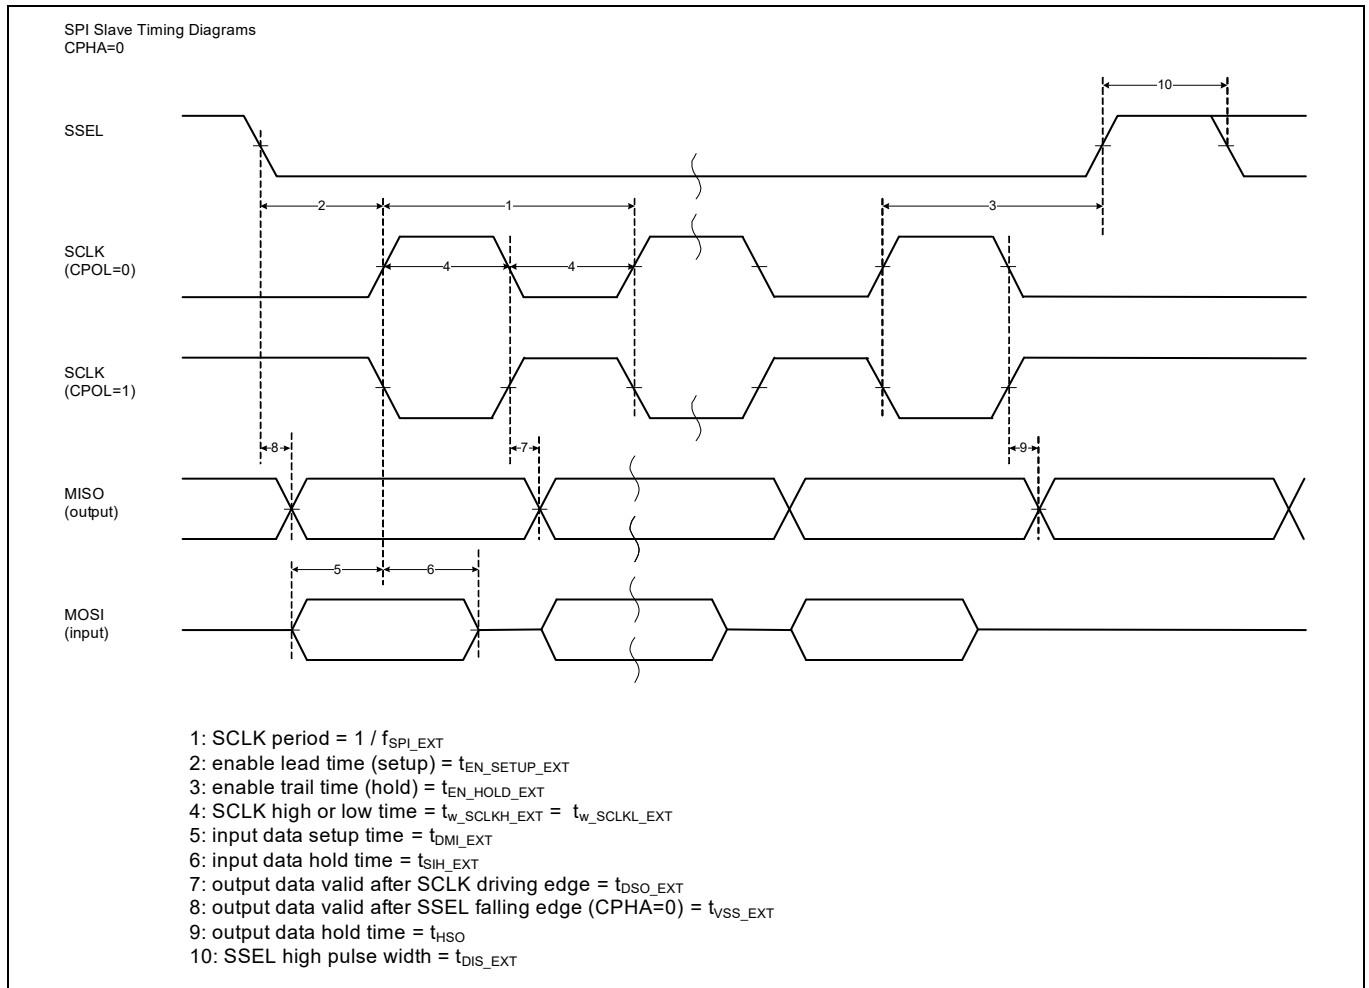 SPI Slave Timing Diagrams
CPHA=0
10
SSEL
2
1
3
SCLK
(CPOL=0)
4
4
SCLK
(CPOL=1)
8
7
9
MISO
(output)
5
6
MOSI
(input)
1: SCLK period = 1 / fSPI_EXT
2: enable lead time (setup) = tEN_SETUP_EXT
3: enable trail time (hold) = tEN_HOLD_EXT
4: SCLK high or low time = tw_SCLKH_EXT = tw_SCLKL_EXT
5: input data setup time = tDMI_EXT
6: input data hold time = tSIH_EXT
7: output data valid after SCLK driving edge = tDSO_EXT
8: output data valid after SSEL falling edge (CPHA=0) = tVSS_EXT
9: output data hold time = tHSO
10: SSEL high pulse width = tDIS_EXT